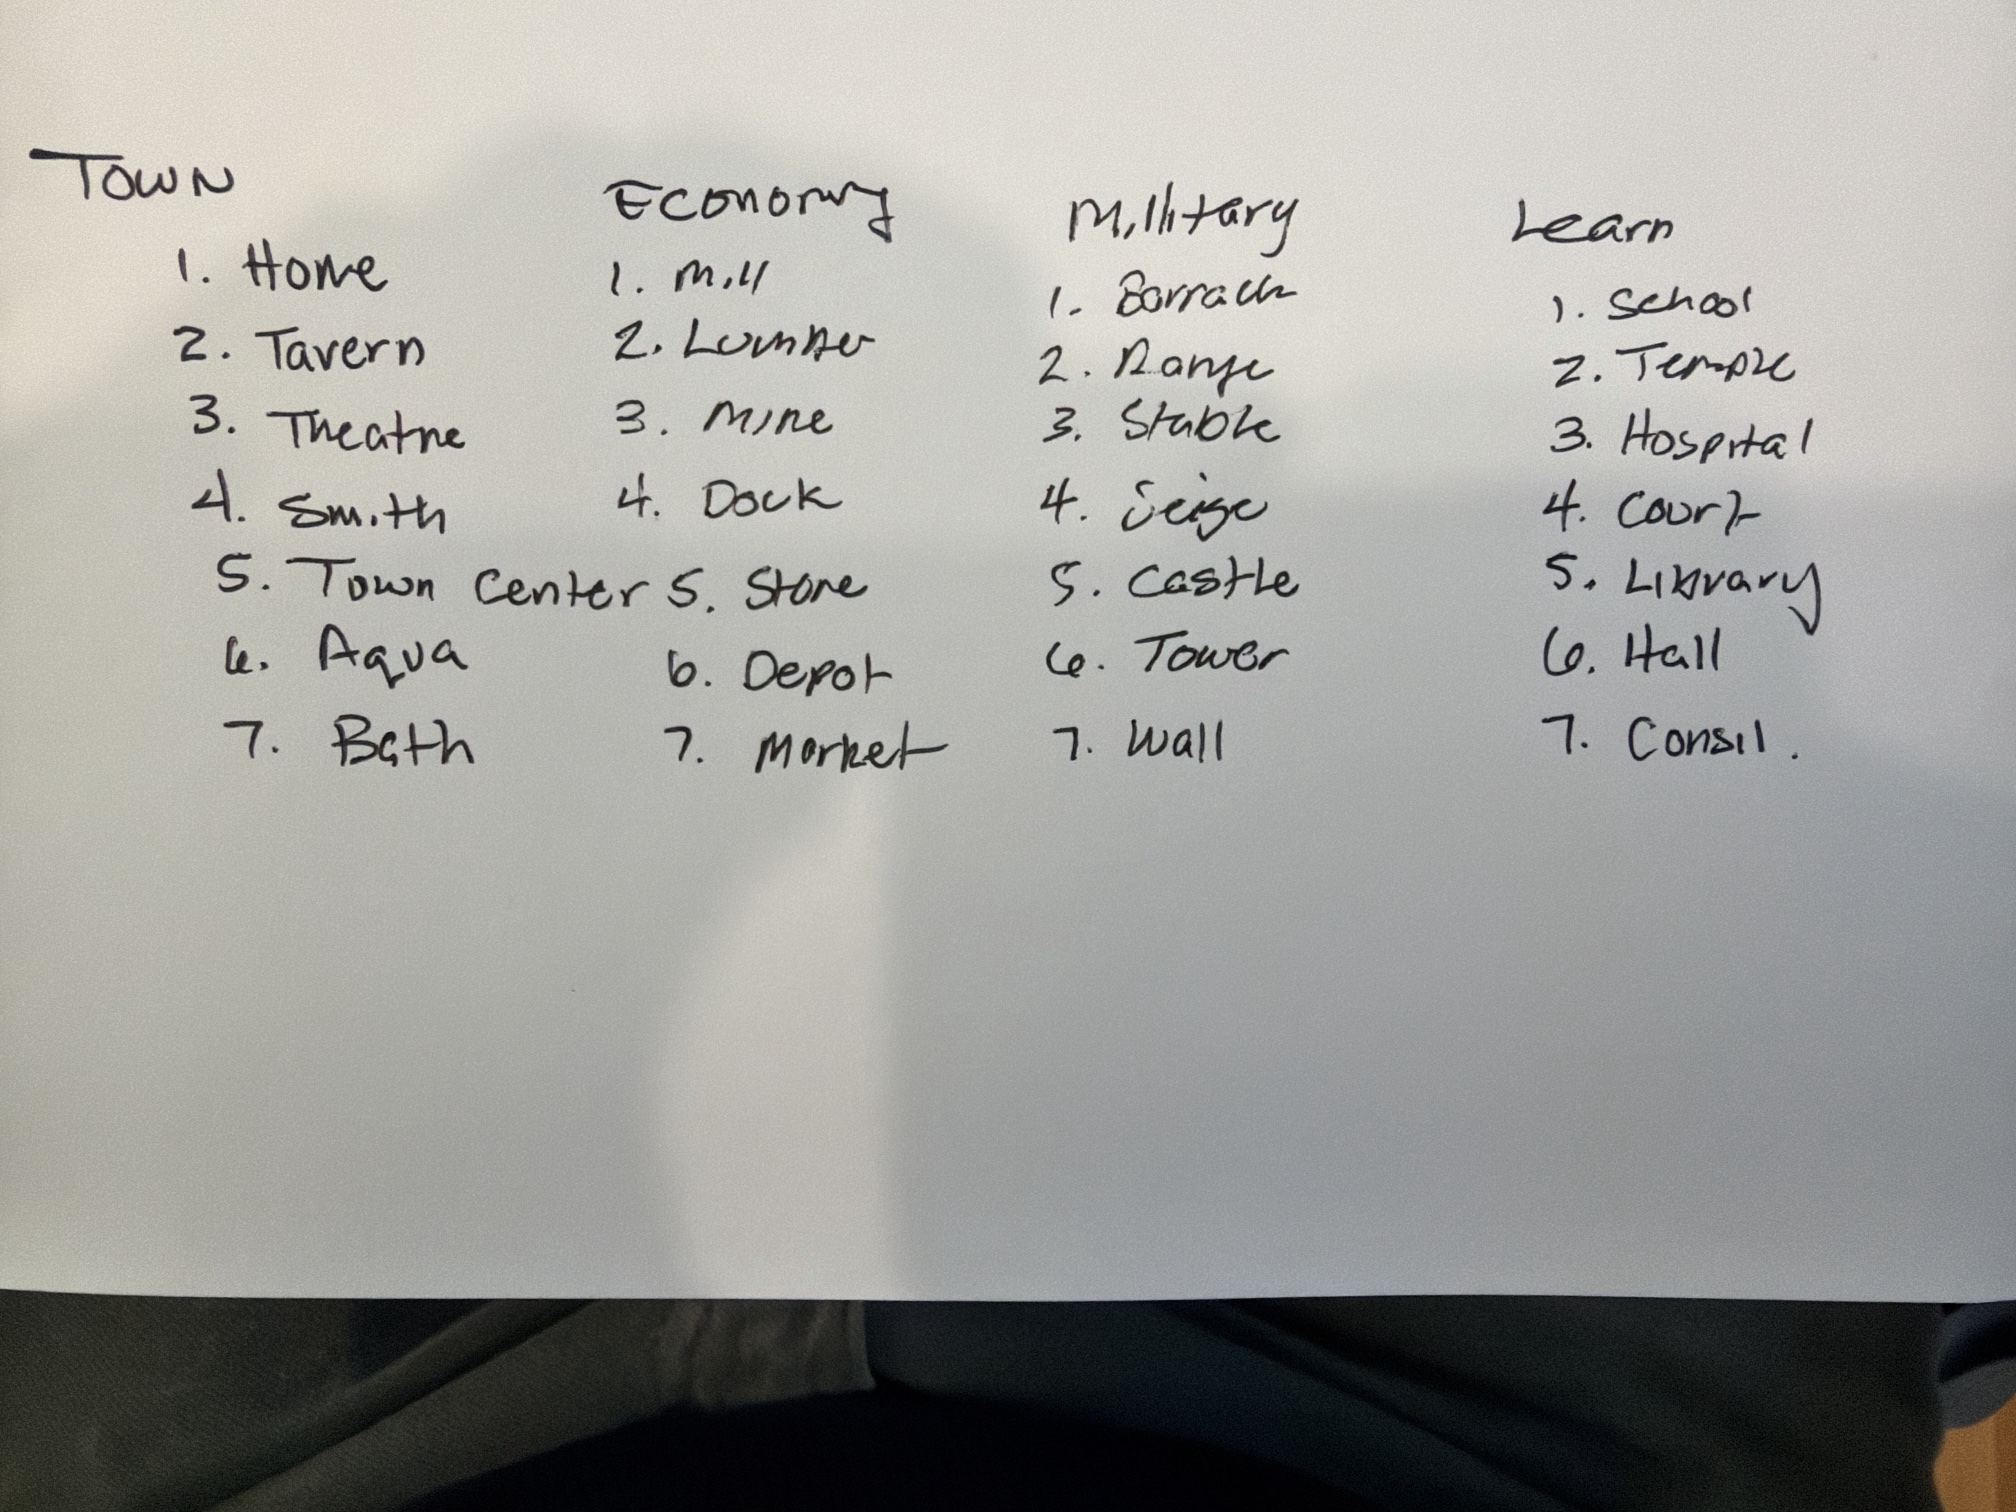 TOWN
1. Home
2. Tavern
3. Theatre
4. Smith
5. Town Center
6. Aqua
7. Bath
Economy
1. Mill
2. Lumber
3. Mine
4. Dock
5. Store
6. Depot
7. Market
Millitary
1. Barrack
2. Range
3. Stable
4. Seige
5. Castle
6. Tower
7. Wall
Learn
1. School
2. Temple
3. Hospital
4. Court
5. Library
6. Hall
7. Consil.